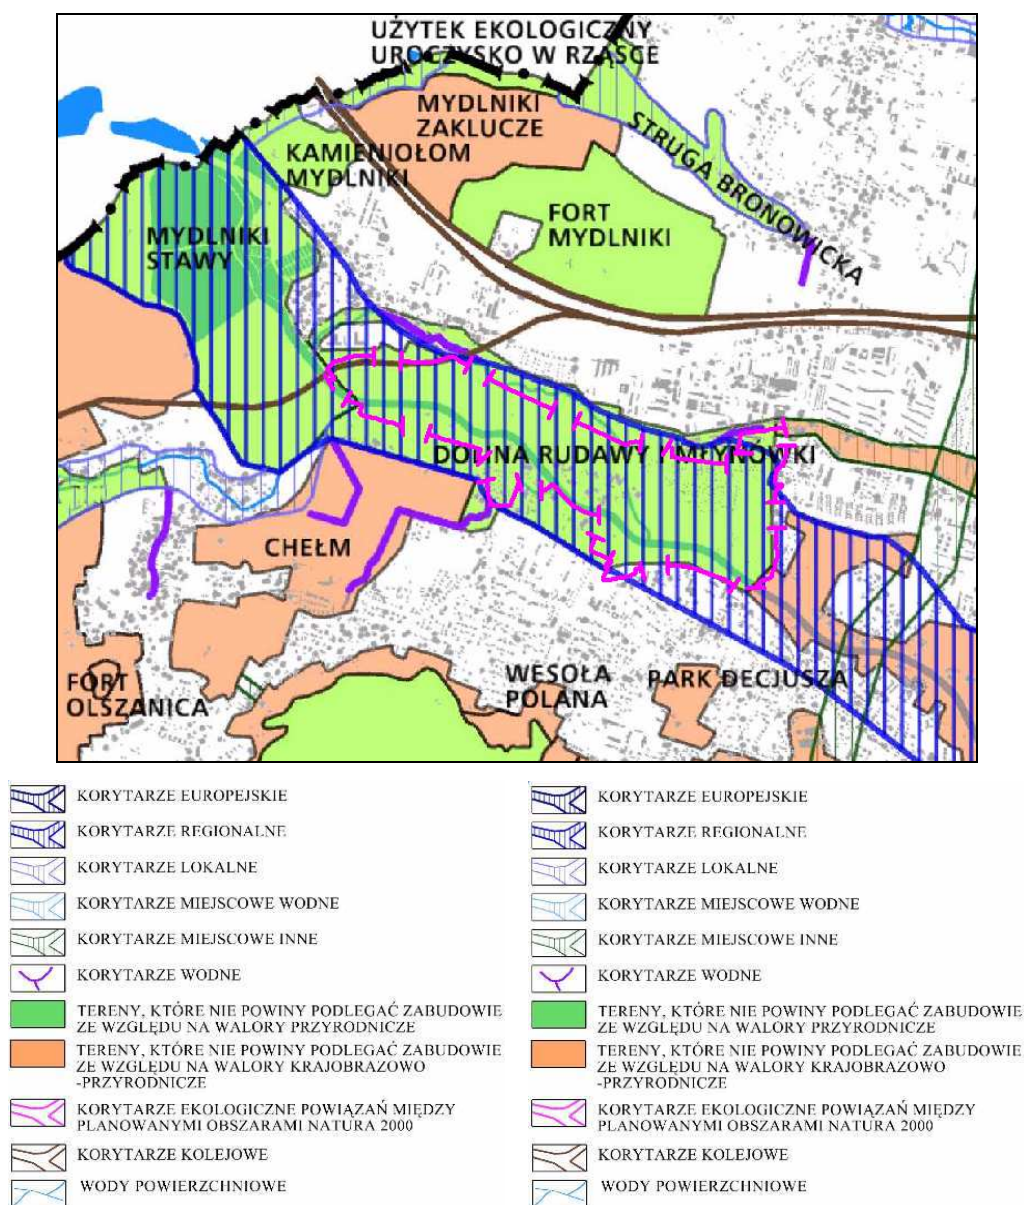 UŻYTEK EKOLOGICZNY
UROCZYSKO W RZĄSCE
MYDLNIKI
ZAKLUCZE
STRUGA BRONOWICKA
KAMIENIOŁOM
MYDLNIKI
FORT
MYDLNIKI
MYDLNIKI
STAWY
DOLINA RUDAWY I MŁYNÓWKI
CHEŁM
WESOŁA
POLANA
PARK DECJUSZA
FORT
OLSZANICA
KORYTARZE EUROPEJSKIE
KORYTARZE REGIONALNE
KORYTARZE LOKALNE
KORYTARZE MIEJSCOWE WODNE
KORYTARZE MIEJSCOWE INNE
KORYTARZE WODNE
TERENY, KTÓRE NIE POWINY PODLEGAĆ ZABUDOWIE
ZE WZGLĘDU NA WALORY PRZYRODNICZE
TERENY, KTÓRE NIE POWINY PODLEGAĆ ZABUDOWIE
ZE WZGLĘDU NA WALORY KRAJOBRAZOWO
-PRZYRODNICZE
KORYTARZE EKOLOGICZNE POWIĄZAŃ MIĘDZY
PLANOWANYMI OBSZARAMI NATURA 2000
KORYTARZE KOLEJOWE
WODY POWIERZCHNIOWE
KORYTARZE EUROPEJSKIE
KORYTARZE REGIONALNE
KORYTARZE LOKALNE
KORYTARZE MIEJSCOWE WODNE
KORYTARZE MIEJSCOWE INNE
KORYTARZE WODNE
TERENY, KTÓRE NIE POWINY PODLEGAĆ ZABUDOWIE
ZE WZGLĘDU NA WALORY PRZYRODNICZE
TERENY, KTÓRE NIE POWINY PODLEGAĆ ZABUDOWIE
ZE WZGLĘDU NA WALORY KRAJOBRAZOWO
-PRZYRODNICZE
KORYTARZE EKOLOGICZNE POWIĄZAŃ MIĘDZY
PLANOWANYMI OBSZARAMI NATURA 2000
KORYTARZE KOLEJOWE
WODY POWIERZCHNIOWE